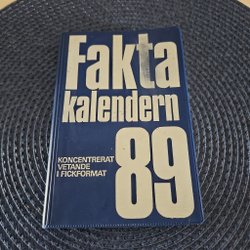 Fakta
kalendern
89
KONCENTRERAT
VETANDE
I FICKFORMAT